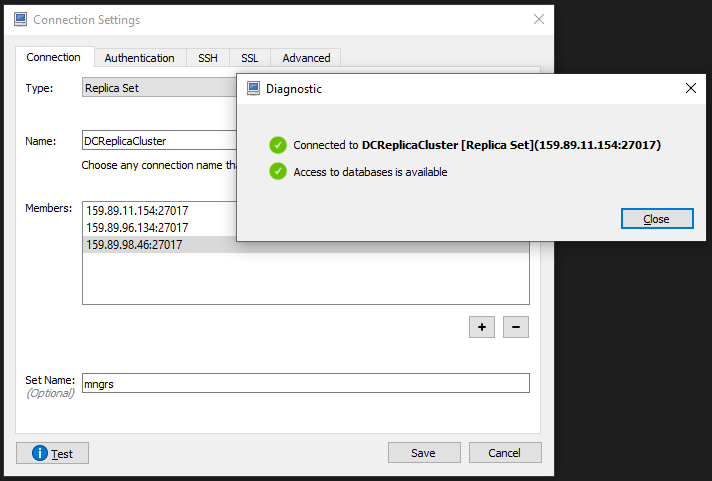 Connection Settings
Connection
Authentication
SSH
SSL
Advanced
Type:
Replica Set
Diagnostic
Connected to DCReplicaCluster [Replica Set](159.89.11.154:27017)
Access to databases is available
Close
Name:
DCReplicaCluster
Choose any connection name tha
Members:
159.89.11.154:27017
159.89.96.134:27017
159.89.98.46:27017
+
-
Set Name:
(Optional)
mngrs
Test
Save
Cancel